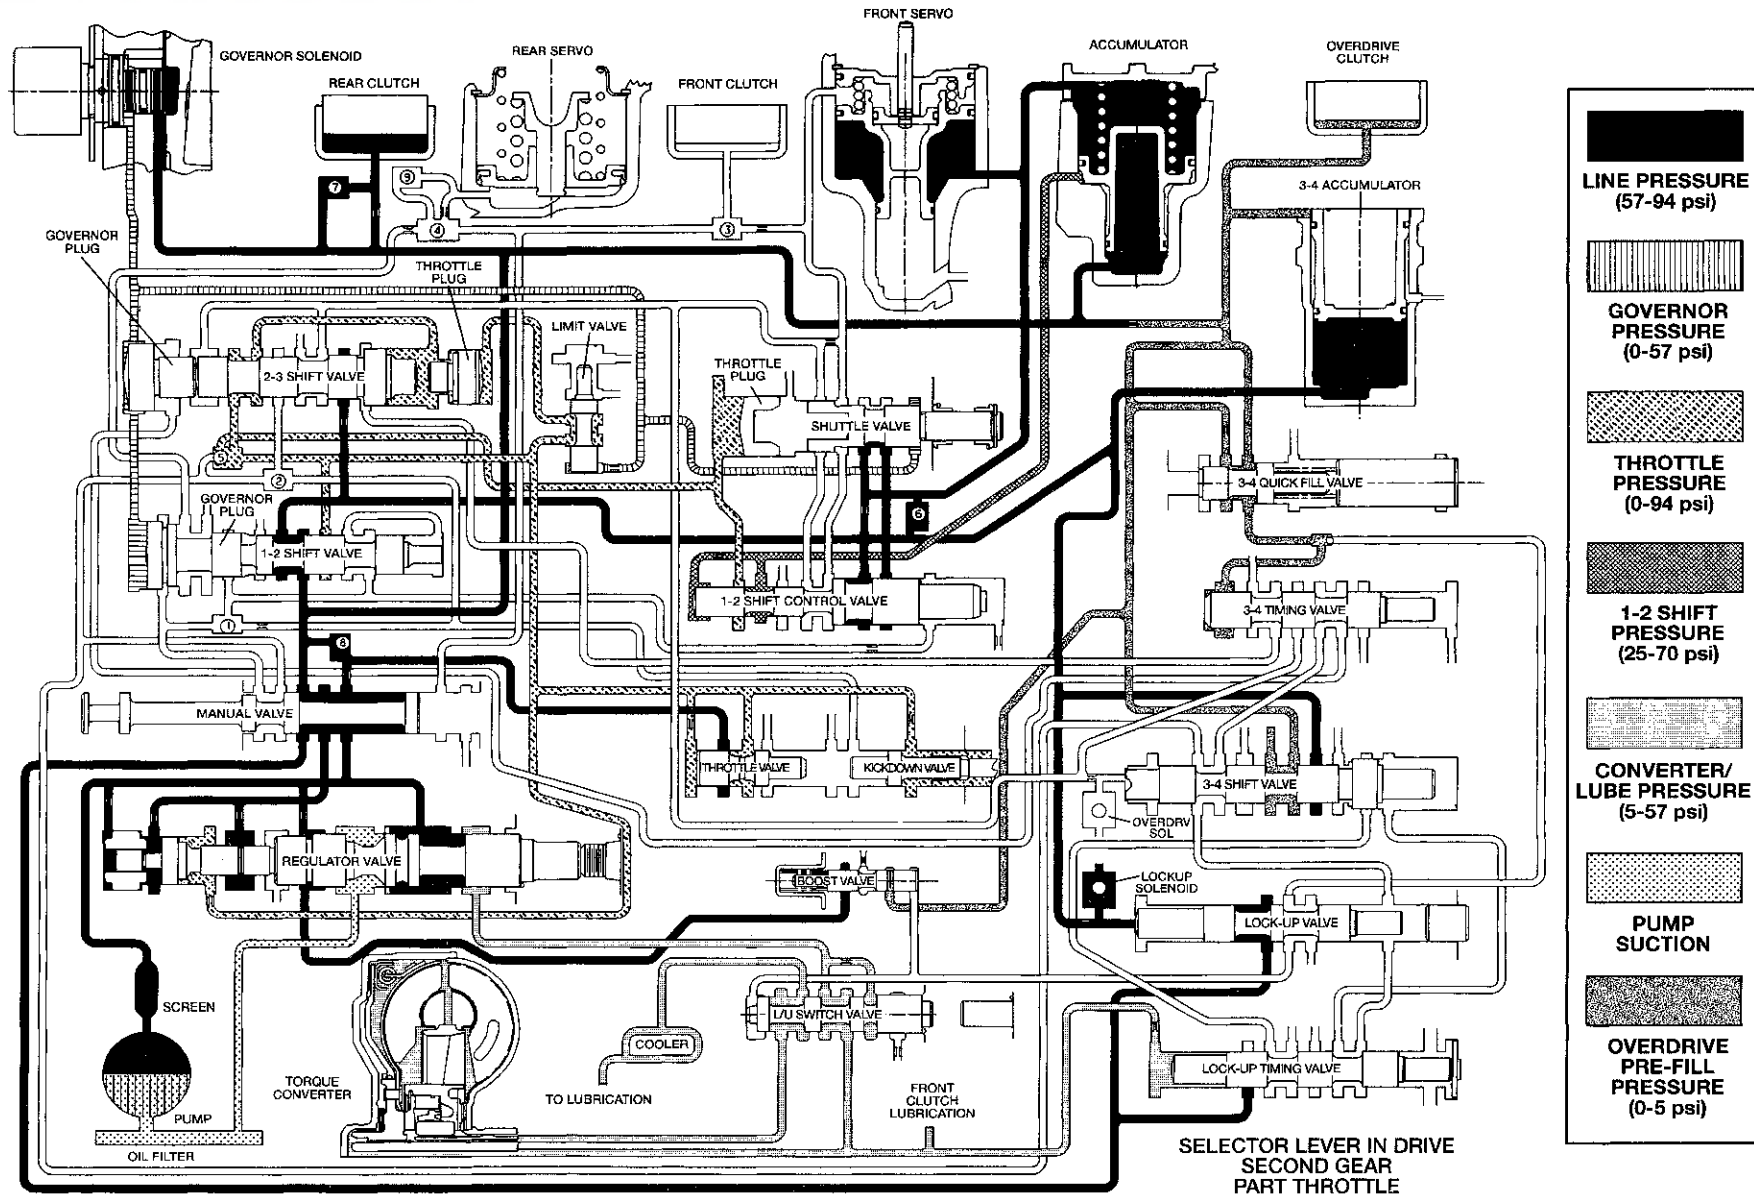 FRONT SERVO
GOVERNOR SOLENOID
REAR SERVO
ACCUMULATOR
OVERDRIVE
CLUTCH
REAR CLUTCH
FRONT CLUTCH
7
9
4
3
3-4 ACCUMULATOR
GOVERNOR
PLUG
THROTTLE
PLUG
LIMIT VALVE
THROTTLE
PLUG
2-3 SHIFT VALVE
SHUTTLE VALVE
5
2
3-4 QUICK FILL VALVE
GOVERNOR
PLUG
6
1-2 SHIFT VALVE
1-2 SHIFT CONTROL VALVE
3-4 TIMING VALVE
1
8
MANUAL VALVE
THROTTLE VALVE
KICKDOWN VALVE
3-4 SHIFT VALVE
OVERDRV
SOL
REGULATOR VALVE
BOOST VALVE
LOCKUP
SOLENOID
LOCK-UP VALVE
SCREEN
L/U SWITCH VALVE
COOLER
LOCK-UP TIMING VALVE
TORQUE
CONVERTER
TO LUBRICATION
FRONT
CLUTCH
LUBRICATION
PUMP
OIL FILTER
SELECTOR LEVER IN DRIVE
SECOND GEAR
PART THROTTLE
LINE PRESSURE
(57-94 psi)
GOVERNOR
PRESSURE
(0-57 psi)
THROTTLE
PRESSURE
(0-94 psi)
1-2 SHIFT
PRESSURE
(25-70 psi)
CONVERTER/
LUBE PRESSURE
(5-57 psi)
PUMP
SUCTION
OVERDRIVE
PRE-FILL
PRESSURE
(0-5 psi)